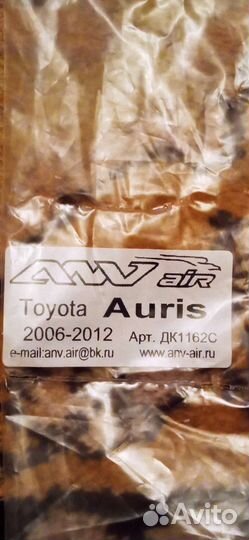 ANV air
Toyota Auris
2006-2012 Арт. ДК1162С
e-mail:anv.air@bk.ru www.anv-air.ru
Avito